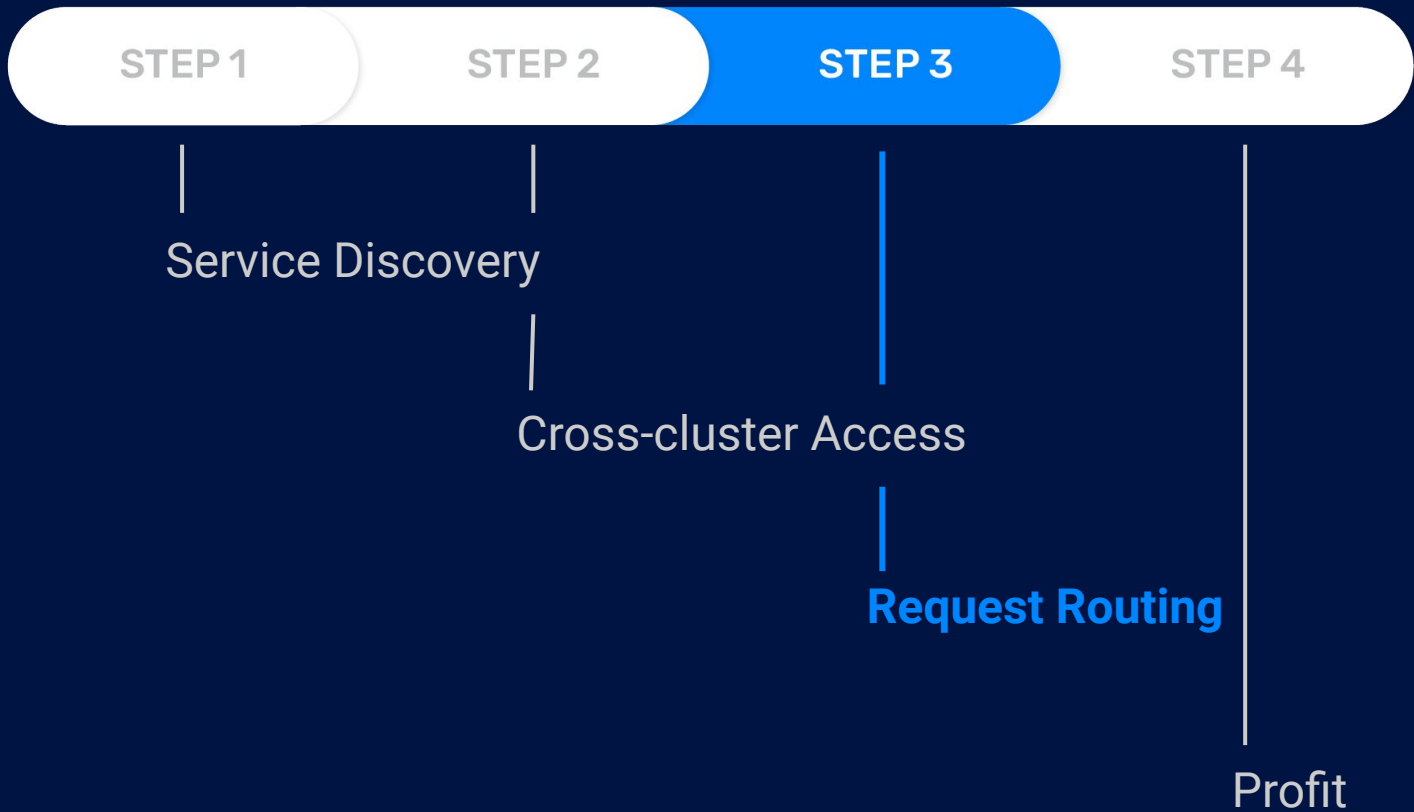 STEP 1
STEP 2
STEP 3
STEP 4
Service Discovery
Cross-cluster Access
Request Routing
Profit